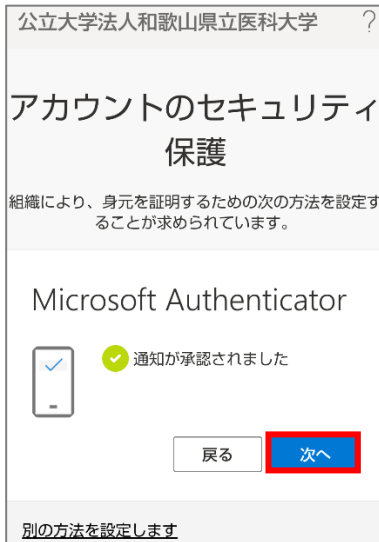 公立大学法人和歌山県立医科大学 ?
アカウントのセキュリティ
保護
組織により、身元を証明するための次の方法を設定す
ることが求められています。
Microsoft Authenticator
通知が承認されました
戻る 次へ
別の方法を設定します